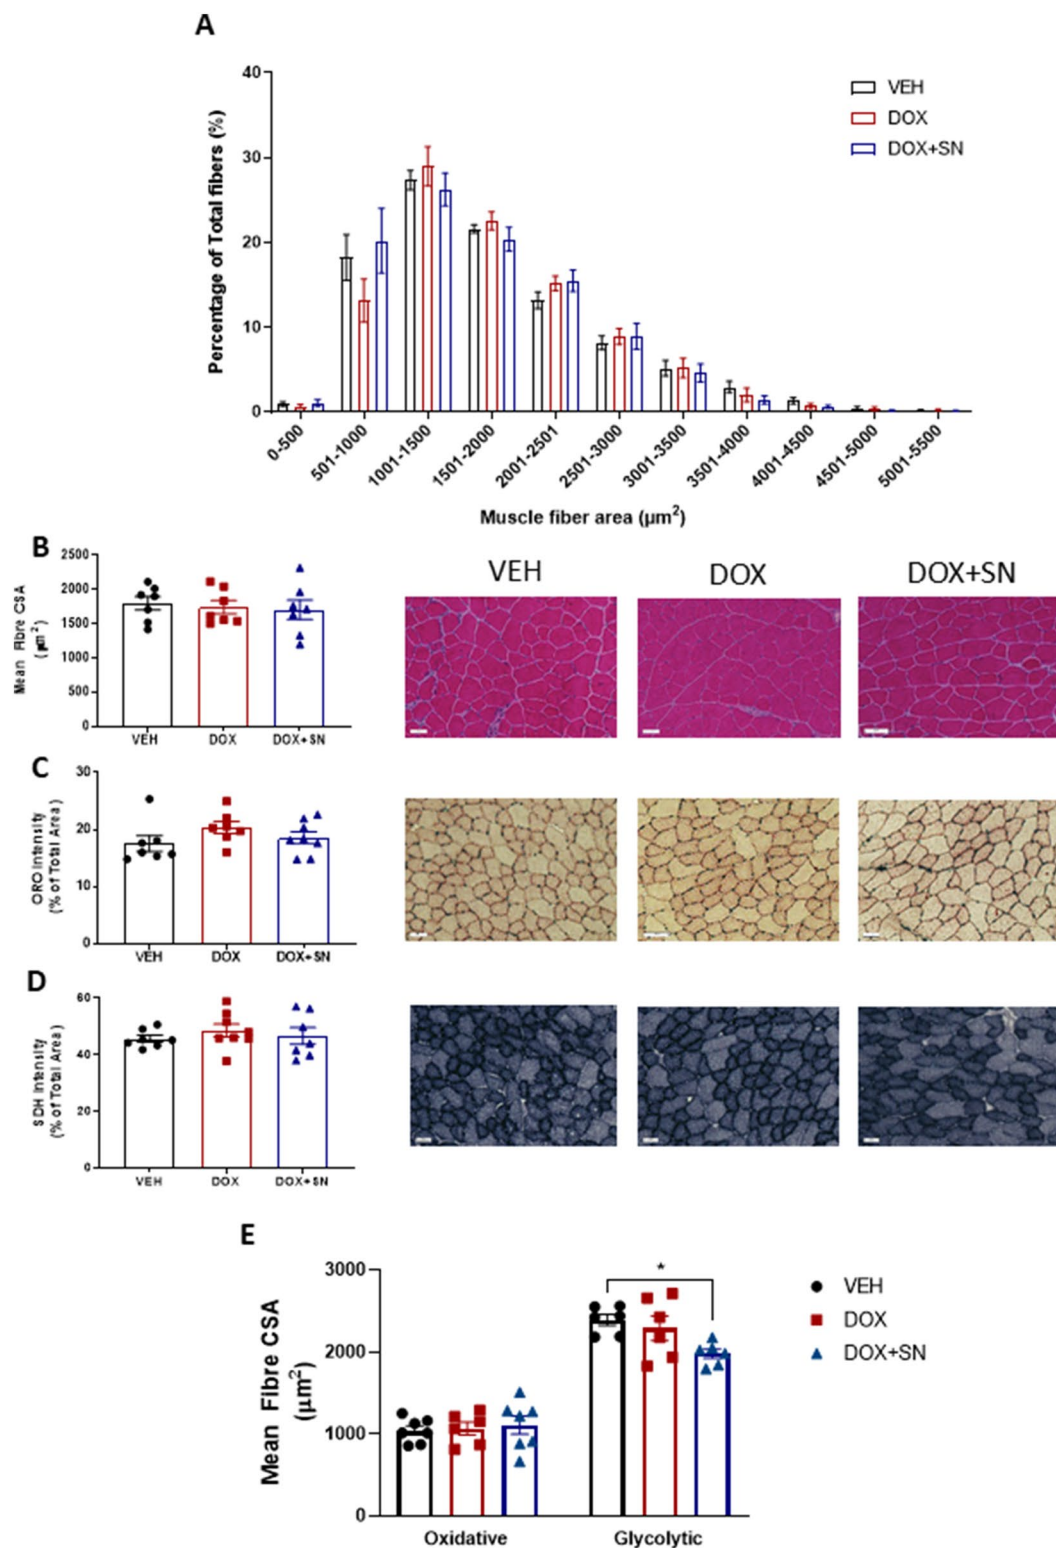 A
40
30
20
10
0
Percentage of Total fibers (%)
VEH
DOX
DOX+SN
0-500
501-1000
1001-1500
1501-2000
2001-2501
2501-3000
3001-3500
3501-4000
4001-4500
4501-5000
5001-5500
Muscle fiber area (µm²)
B
2500
2000
1500
1000
500
0
Mean Fibre CSA
(µm²)
VEH
DOX
DOX+SN
VEH
DOX
DOX+SN
C
30
20
10
0
ORO Intensity
(% of Total Area)
VEH
DOX
DOX+SN
D
60
40
20
0
SDH Intensity
(% of Total Area)
VEH
DOX
DOX+SN
E
3000
2000
1000
0
Mean Fibre CSA
(µm²)
*
Oxidative
Glycolytic
VEH
DOX
DOX+SN